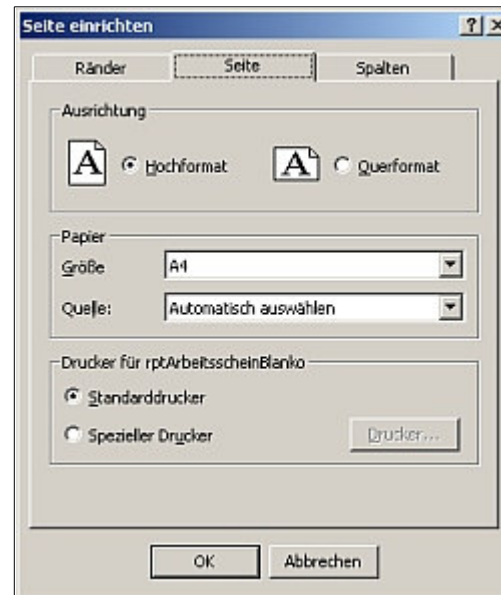 Seite einrichten
Ränder Seite Spalten
Ausrichtung
A Hochformat A Querformat
Papier
Größe A4
Quelle: Automatisch auswählen
Drucker für rptArbeitsscheinBlanko
Standarddrucker
Spezieller Drucker Drucker...
OK Abbrechen